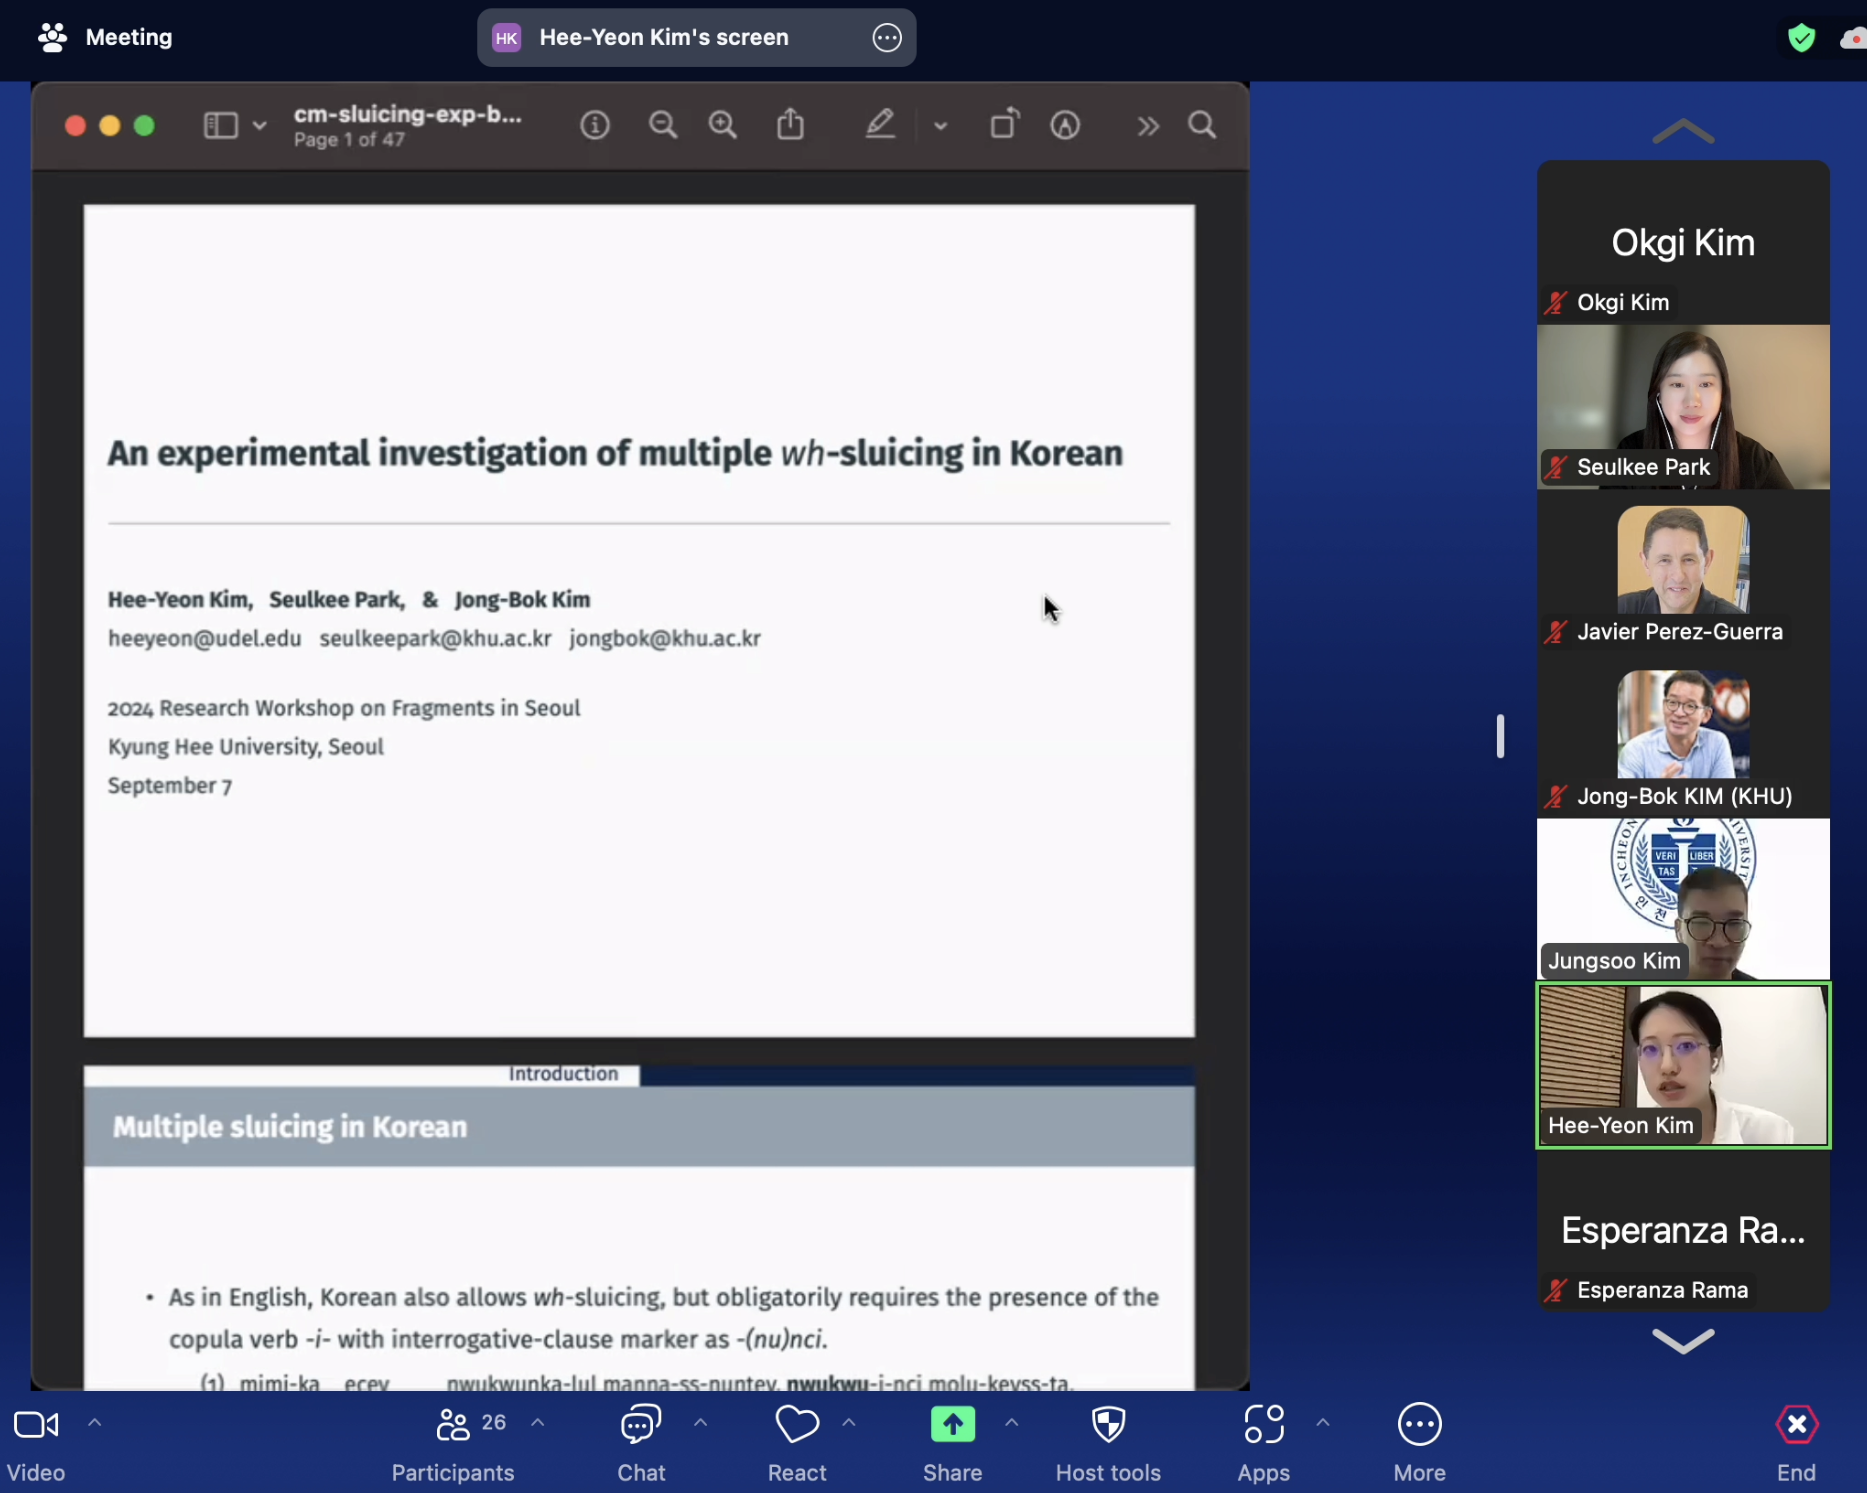 Meeting
HK Hee-Yeon Kim's screen
cm-sluicing-exp-b...
Page 1 of 47
An experimental investigation of multiple wh-sluicing in Korean
Hee-Yeon Kim, Seulkee Park, & Jong-Bok Kim
heeyeon@udel.edu seulkeepark@khu.ac.kr jongbok@khu.ac.kr
2024 Research Workshop on Fragments in Seoul
Kyung Hee University, Seoul
September 7
Introduction
Multiple sluicing in Korean
• As in English, Korean also allows wh-sluicing, but obligatorily requires the presence of the
copula verb -i- with interrogative-clause marker as -(nu)nci.
(1) mimi-ka ecey nwukwunka-lul manna-ss-nuntey, nwukwu-i-nci molu-keyss-ta.
Okgi Kim
Okgi Kim
Seulkee Park
Javier Perez-Guerra
Jong-Bok KIM (KHU)
VERI LIBER
TAS
인 천
Jungsoo Kim
Hee-Yeon Kim
Esperanza Ra...
Esperanza Rama
Video
26
Participants
Chat
React
Share
Host tools
Apps
More
End